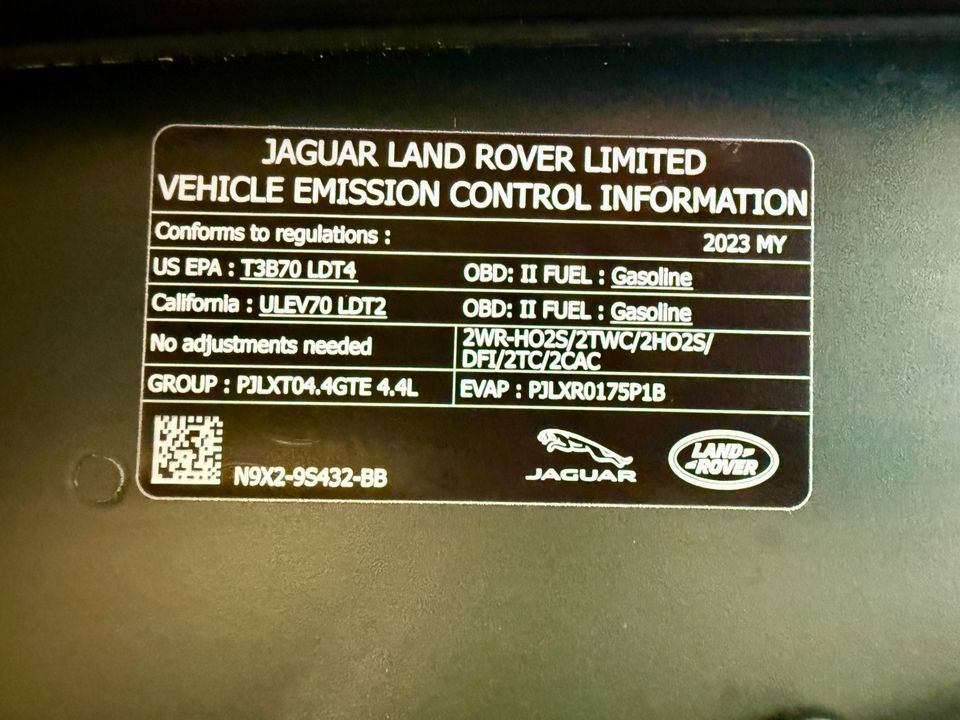 JAGUAR LAND ROVER LIMITED
VEHICLE EMISSION CONTROL INFORMATION
Conforms to regulations : 2023 MY
US EPA : T3B70 LDT4 OBD: II FUEL : Gasoline
California : ULEV70 LDT2 OBD: II FUEL : Gasoline
No adjustments needed
2WR-HO2S/2TWC/2HO2S/
DFI/2TC/2CAC
GROUP : PJLXT04.4GTE 4.4L EVAP : PJLXR0175P1B
N9X2-9S432-BB
JAGUAR
LAND
ROVER